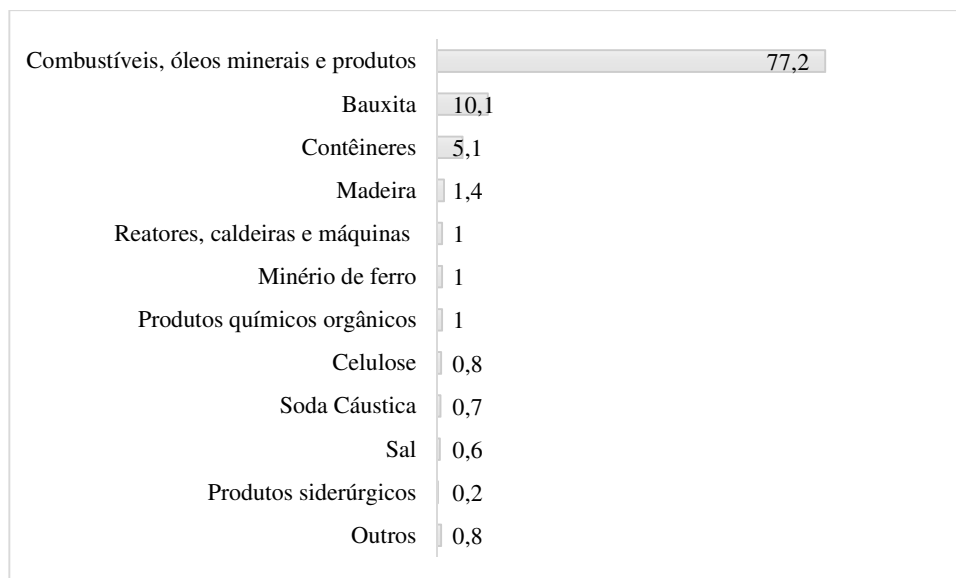 Combustíveis, óleos minerais e produtos 77,2
Bauxita 10,1
Contêineres 5,1
Madeira 1,4
Reatores, caldeiras e máquinas 1
Minério de ferro 1
Produtos químicos orgânicos 1
Celulose 0,8
Soda Cáustica 0,7
Sal 0,6
Produtos siderúrgicos 0,2
Outros 0,8